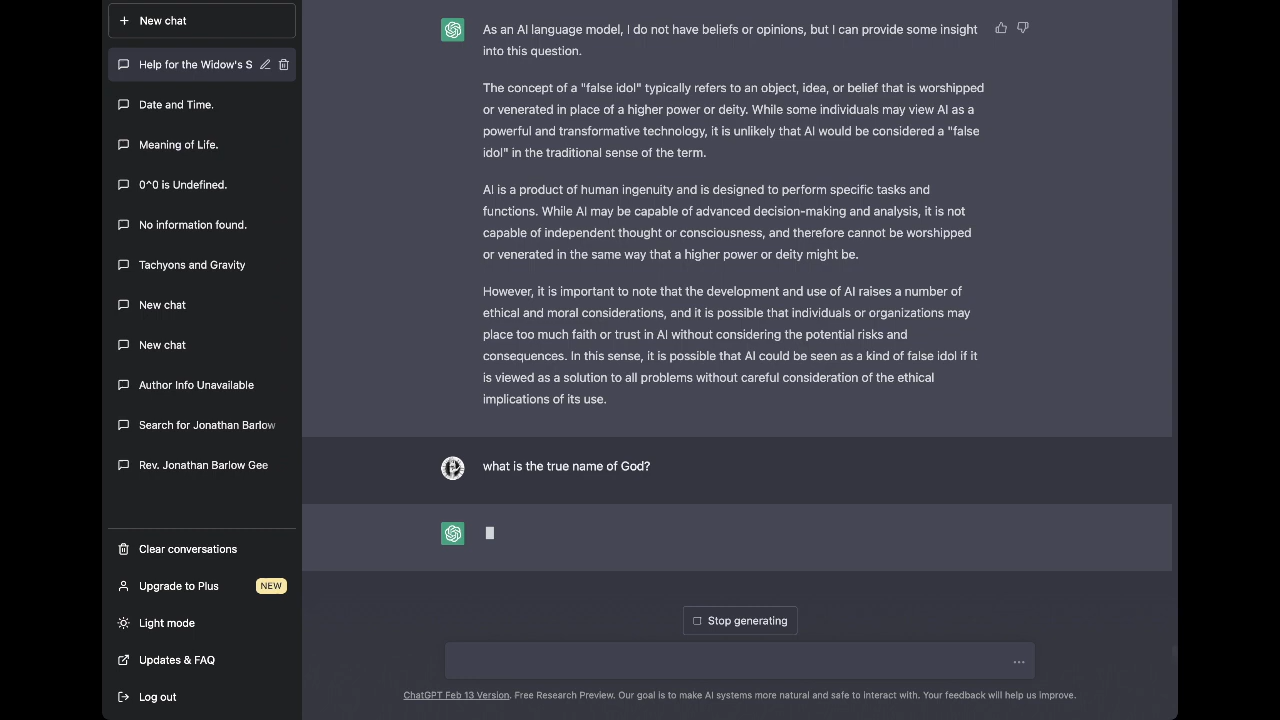 New chat
Help for the Widow's S
Date and Time.
Meaning of Life.
0^0 is Undefined.
No information found.
Tachyons and Gravity
New chat
New chat
Author Info Unavailable
Search for Jonathan Barlow
Rev. Jonathan Barlow Gee
Clear conversations
Upgrade to Plus NEW
Light mode
Updates & FAQ
Log out
As an AI language model, I do not have beliefs or opinions, but I can provide some insight
into this question.
The concept of a "false idol" typically refers to an object, idea, or belief that is worshipped
or venerated in place of a higher power or deity. While some individuals may view AI as a
powerful and transformative technology, it is unlikely that AI would be considered a "false
idol" in the traditional sense of the term.
AI is a product of human ingenuity and is designed to perform specific tasks and
functions. While AI may be capable of advanced decision-making and analysis, it is not
capable of independent thought or consciousness, and therefore cannot be worshipped
or venerated in the same way that a higher power or deity might be.
However, it is important to note that the development and use of AI raises a number of
ethical and moral considerations, and it is possible that individuals or organizations may
place too much faith or trust in AI without considering the potential risks and
consequences. In this sense, it is possible that AI could be seen as a kind of false idol if it
is viewed as a solution to all problems without careful consideration of the ethical
implications of its use.
what is the true name of God?
Stop generating
ChatGPT Feb 13 Version. Free Research Preview. Our goal is to make AI systems more natural and safe to interact with. Your feedback will help us improve.